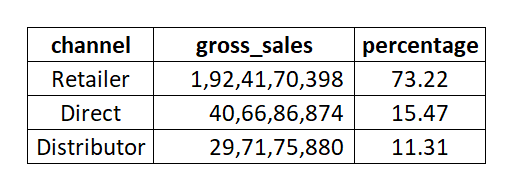 channel gross_sales percentage
Retailer 1,92,41,70,398 73.22
Direct 40,66,86,874 15.47
Distributor 29,71,75,880 11.31